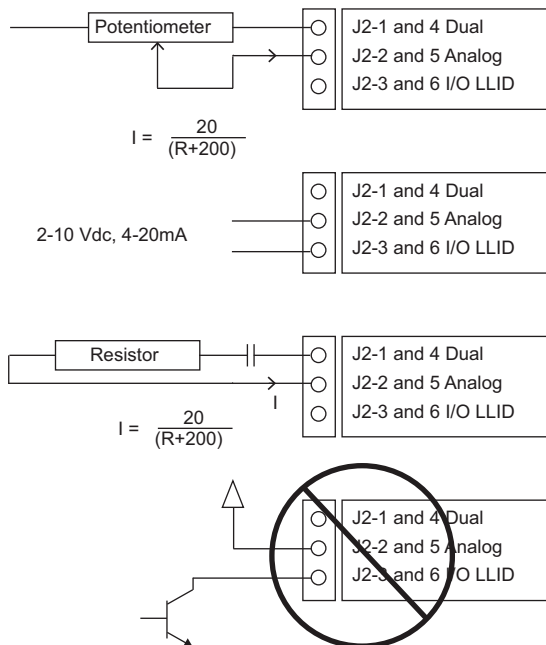 Potentiometer
J2-1 and 4 Dual
J2-2 and 5 Analog
J2-3 and 6 I/O LLID
I = 20
(R+200)
2-10 Vdc, 4-20mA
J2-1 and 4 Dual
J2-2 and 5 Analog
J2-3 and 6 I/O LLID
Resistor
J2-1 and 4 Dual
J2-2 and 5 Analog
J2-3 and 6 I/O LLID
I
I = 20
(R+200)
J2-1 and 4 Dual
J2-2 and 5 Analog
J2-3 and 6 I/O LLID